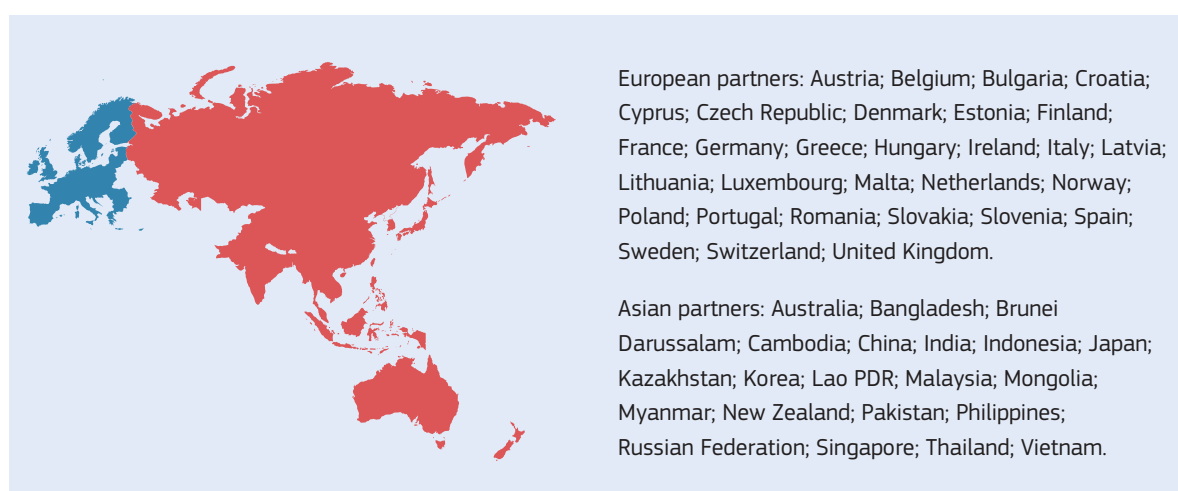 European partners: Austria; Belgium; Bulgaria; Croatia;
Cyprus; Czech Republic; Denmark; Estonia; Finland;
France; Germany; Greece; Hungary; Ireland; Italy; Latvia;
Lithuania; Luxembourg; Malta; Netherlands; Norway;
Poland; Portugal; Romania; Slovakia; Slovenia; Spain;
Sweden; Switzerland; United Kingdom.
Asian partners: Australia; Bangladesh; Brunei
Darussalam; Cambodia; China; India; Indonesia; Japan;
Kazakhstan; Korea; Lao PDR; Malaysia; Mongolia;
Myanmar; New Zealand; Pakistan; Philippines;
Russian Federation; Singapore; Thailand; Vietnam.